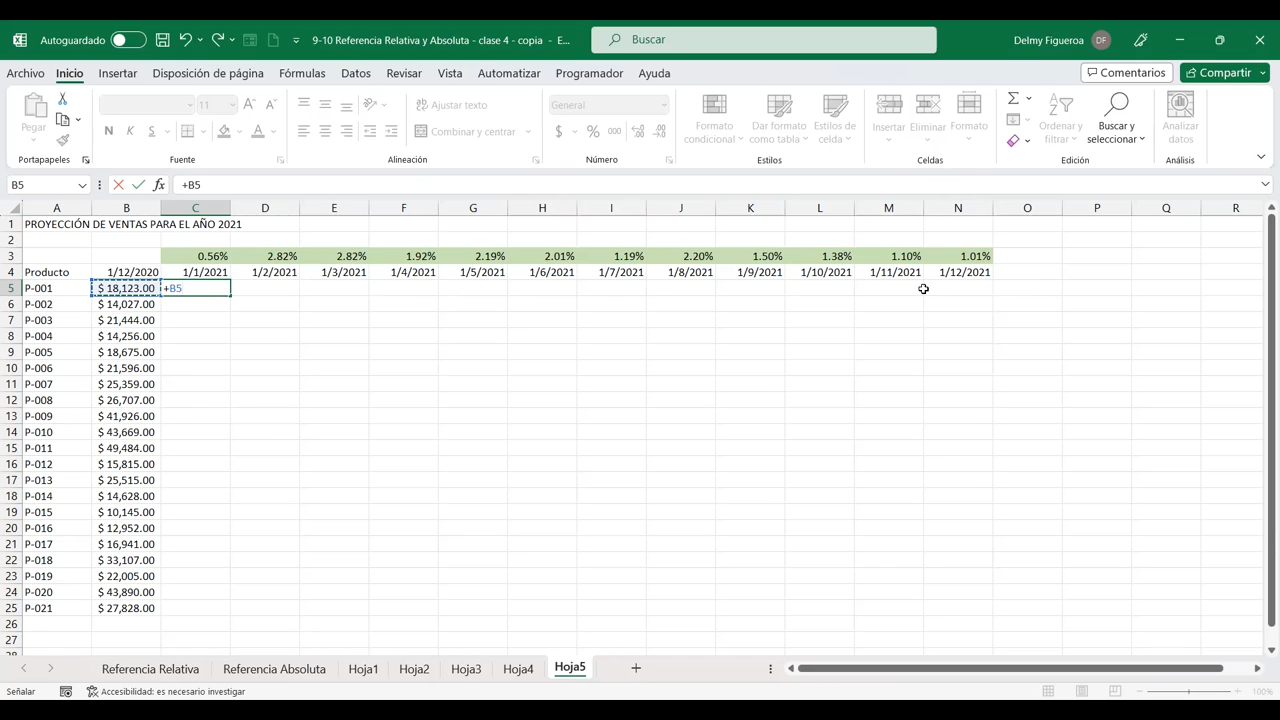 Autoguardado
9-10 Referencia Relativa y Absoluta - clase 4 - copia - E...
Buscar
Delmy Figueroa
DF
Archivo Inicio Insertar Disposición de página Fórmulas Datos Revisar Vista Automatizar Programador Ayuda
Comentarios
Compartir
Pegar
Portapapeles
11
N K S
Fuente
Ajustar texto
Combinar y centrar
Alineación
General
$ % 000
Número
Formato condicional
Dar formato como tabla
Estilos de celda
Estilos
Insertar Eliminar Formato
Celdas
Ordenar y filtrar
Buscar y seleccionar
Edición
Analizar datos
Análisis
B5 fx +B5
A B C D E F G H I J K L M N O P Q R
1 PROYECCIÓN DE VENTAS PARA EL AÑO 2021
2
3 0.56% 2.82% 2.82% 1.92% 2.19% 2.01% 1.19% 2.20% 1.50% 1.38% 1.10% 1.01%
4 Producto 1/12/2020 1/1/2021 1/2/2021 1/3/2021 1/4/2021 1/5/2021 1/6/2021 1/7/2021 1/8/2021 1/9/2021 1/10/2021 1/11/2021 1/12/2021
5 P-001 $ 18,123.00 +B5
6 P-002 $ 14,027.00
7 P-003 $ 21,444.00
8 P-004 $ 14,256.00
9 P-005 $ 18,675.00
10 P-006 $ 21,596.00
11 P-007 $ 25,359.00
12 P-008 $ 26,707.00
13 P-009 $ 41,926.00
14 P-010 $ 43,669.00
15 P-011 $ 49,484.00
16 P-012 $ 15,815.00
17 P-013 $ 25,515.00
18 P-014 $ 14,628.00
19 P-015 $ 10,145.00
20 P-016 $ 12,952.00
21 P-017 $ 16,941.00
22 P-018 $ 33,107.00
23 P-019 $ 22,005.00
24 P-020 $ 43,890.00
25 P-021 $ 27,828.00
26
27
28
Referencia Relativa Referencia Absoluta Hoja1 Hoja2 Hoja3 Hoja4 Hoja5
Señalar
Accesibilidad: es necesario investigar
100%